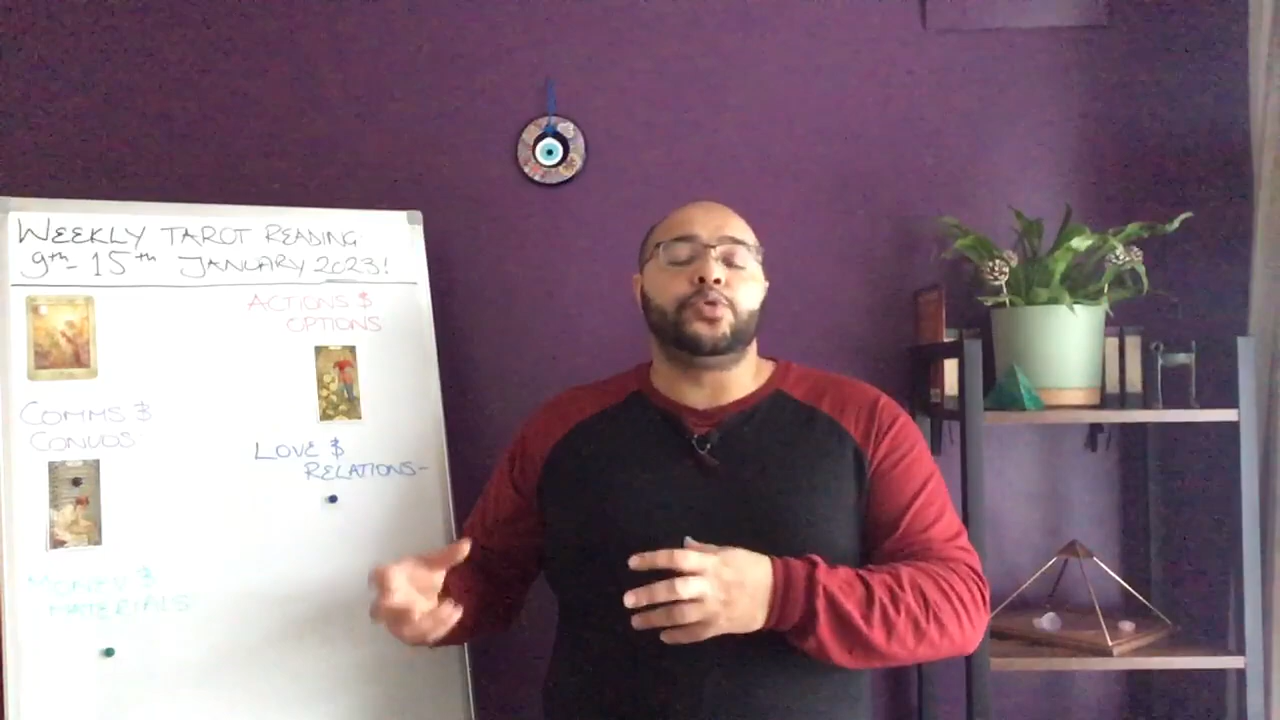 WEEKLY TAROT READING
9th - 15th JANUARY 2023!
ACTIONS &
OPTIONS
COMMS &
CONVOS
LOVE &
RELATIONS-
MONEY &
MATERIALS